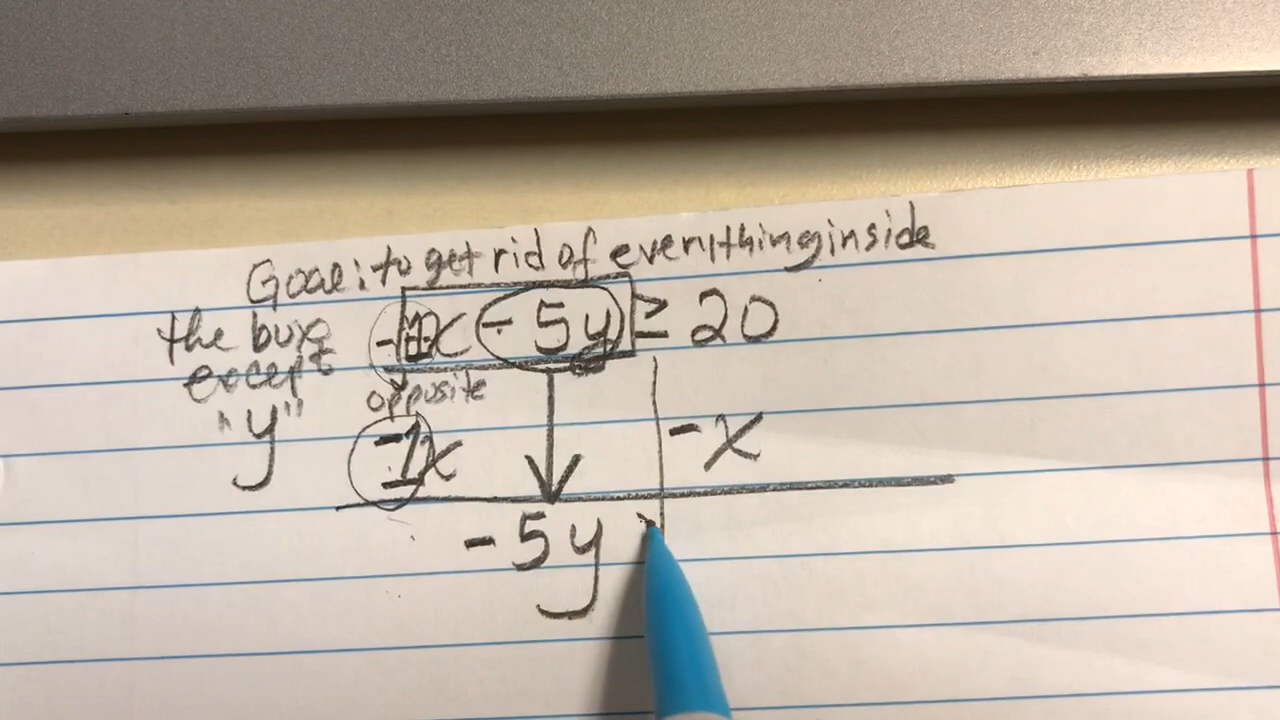 Goal: to get rid of everything inside
the box
except
"y"
-1x - 5y ≥ 20
opposite
-1x -x
-5y